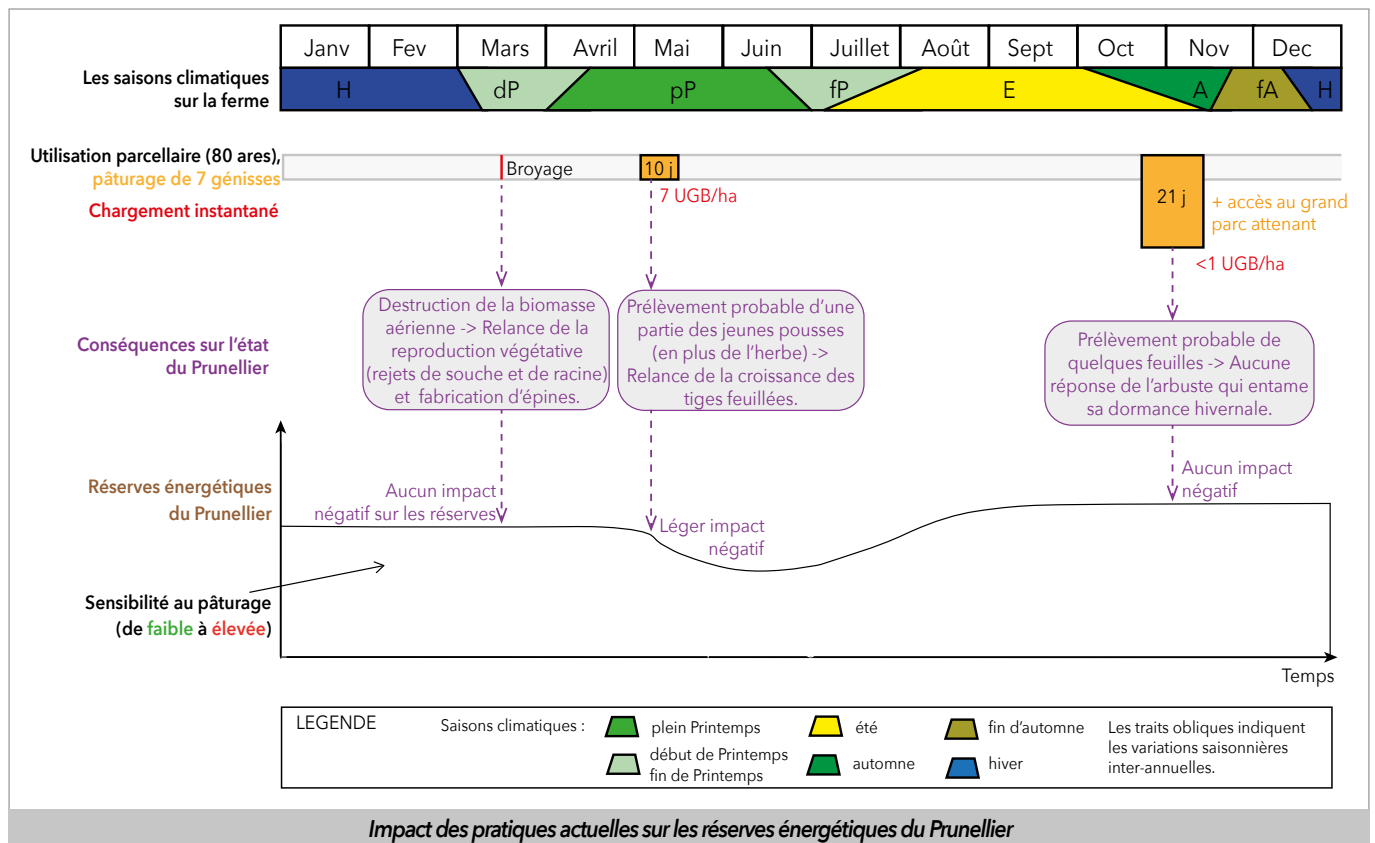 Janv Fev Mars Avril Mai Juin Juillet Août Sept Oct Nov Dec
Les saisons climatiques
sur la ferme
H dP pP fP E A fA H
Utilisation parcellaire (80 ares),
pâturage de 7 génisses
Chargement instantané
Broyage
10 j
7 UGB/ha
21 j
+ accès au grand
parc attenant
<1 UGB/ha
Conséquences sur l'état
du Prunellier
Destruction de la biomasse
aérienne -> Relance de la
reproduction végétative
(rejets de souche et de racine)
et fabrication d'épines.
Prélèvement probable d'une
partie des jeunes pousses
(en plus de l'herbe) ->
Relance de la croissance des
tiges feuillées.
Prélèvement probable de
quelques feuilles -> Aucune
réponse de l'arbuste qui entame
sa dormance hivernale.
Réserves énergétiques
du Prunellier
Aucun impact
négatif sur les réserves
Léger impact
négatif
Aucun impact
négatif
Sensibilité au pâturage
(de faible à élevée)
Temps
LEGENDE
Saisons climatiques :
plein Printemps
début de Printemps
fin de Printemps
été
automne
fin d'automne
hiver
Les traits obliques indiquent
les variations saisonnières
inter-annuelles.
Impact des pratiques actuelles sur les réserves énergétiques du Prunellier